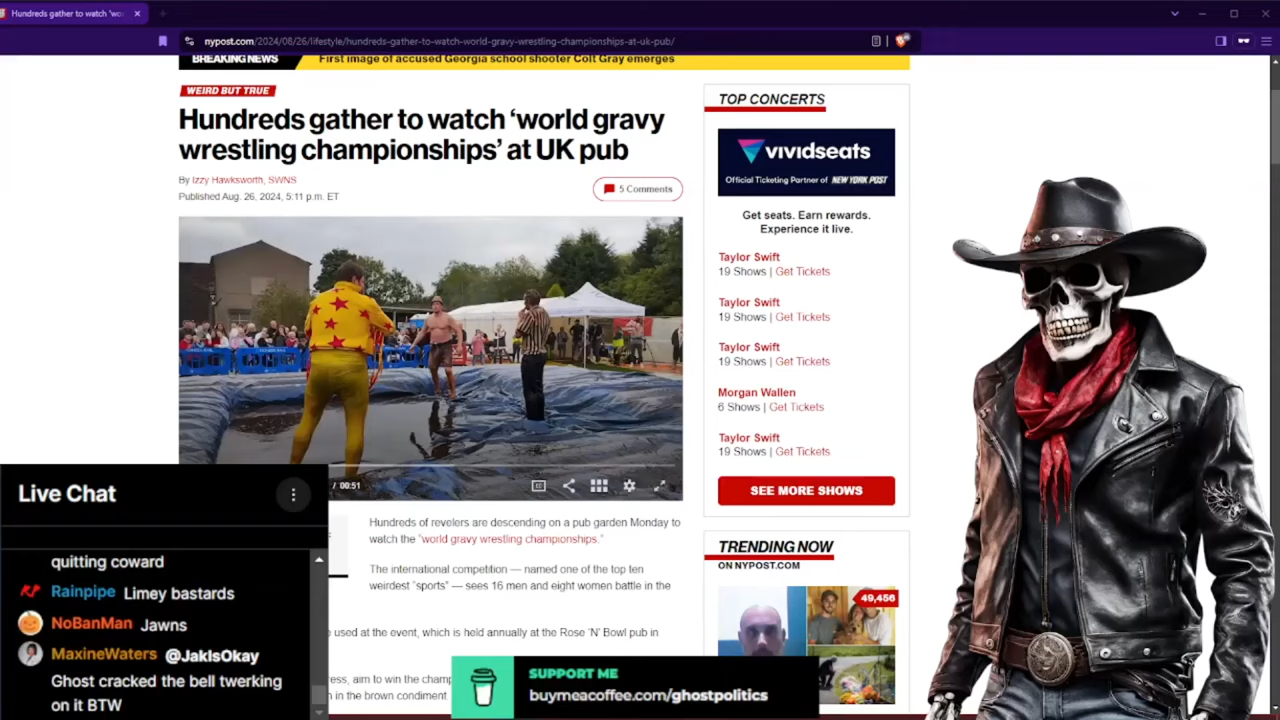 Hundreds gather to watch 'wo
nypost.com/2024/08/26/lifestyle/hundreds-gather-to-watch-world-gravy-wrestling-championships-at-uk-pub/
BREAKING NEWS
First image of accused Georgia school shooter Colt Gray emerges
WEIRD BUT TRUE
Hundreds gather to watch ‘world gravy
wrestling championships’ at UK pub
By Izzy Hawksworth, SWNS
Published Aug. 26, 2024, 5:11 p.m. ET
5 Comments
/ 00:51
Hundreds of revelers are descending on a pub garden Monday to
watch the “world gravy wrestling championships.”
The international competition — named one of the top ten
weirdest “sports” — sees 16 men and eight women battle in the
used at the event, which is held annually at the Rose ’N’ Bowl pub in
ress, aim to win the champ
in the brown condiment
TOP CONCERTS
vividseats
Official Ticketing Partner of NEW YORK POST
Get seats. Earn rewards.
Experience it live.
Taylor Swift
19 Shows | Get Tickets
Taylor Swift
19 Shows | Get Tickets
Taylor Swift
19 Shows | Get Tickets
Morgan Wallen
6 Shows | Get Tickets
Taylor Swift
19 Shows | Get Tickets
SEE MORE SHOWS
TRENDING NOW
ON NYPOST.COM
49,456
Live Chat
quitting coward
Rainpipe Limey bastards
NoBanMan Jawns
MaxineWaters @JakIsOkay
Ghost cracked the bell twerking
on it BTW
SUPPORT ME
buymeacoffee.com/ghostpolitics